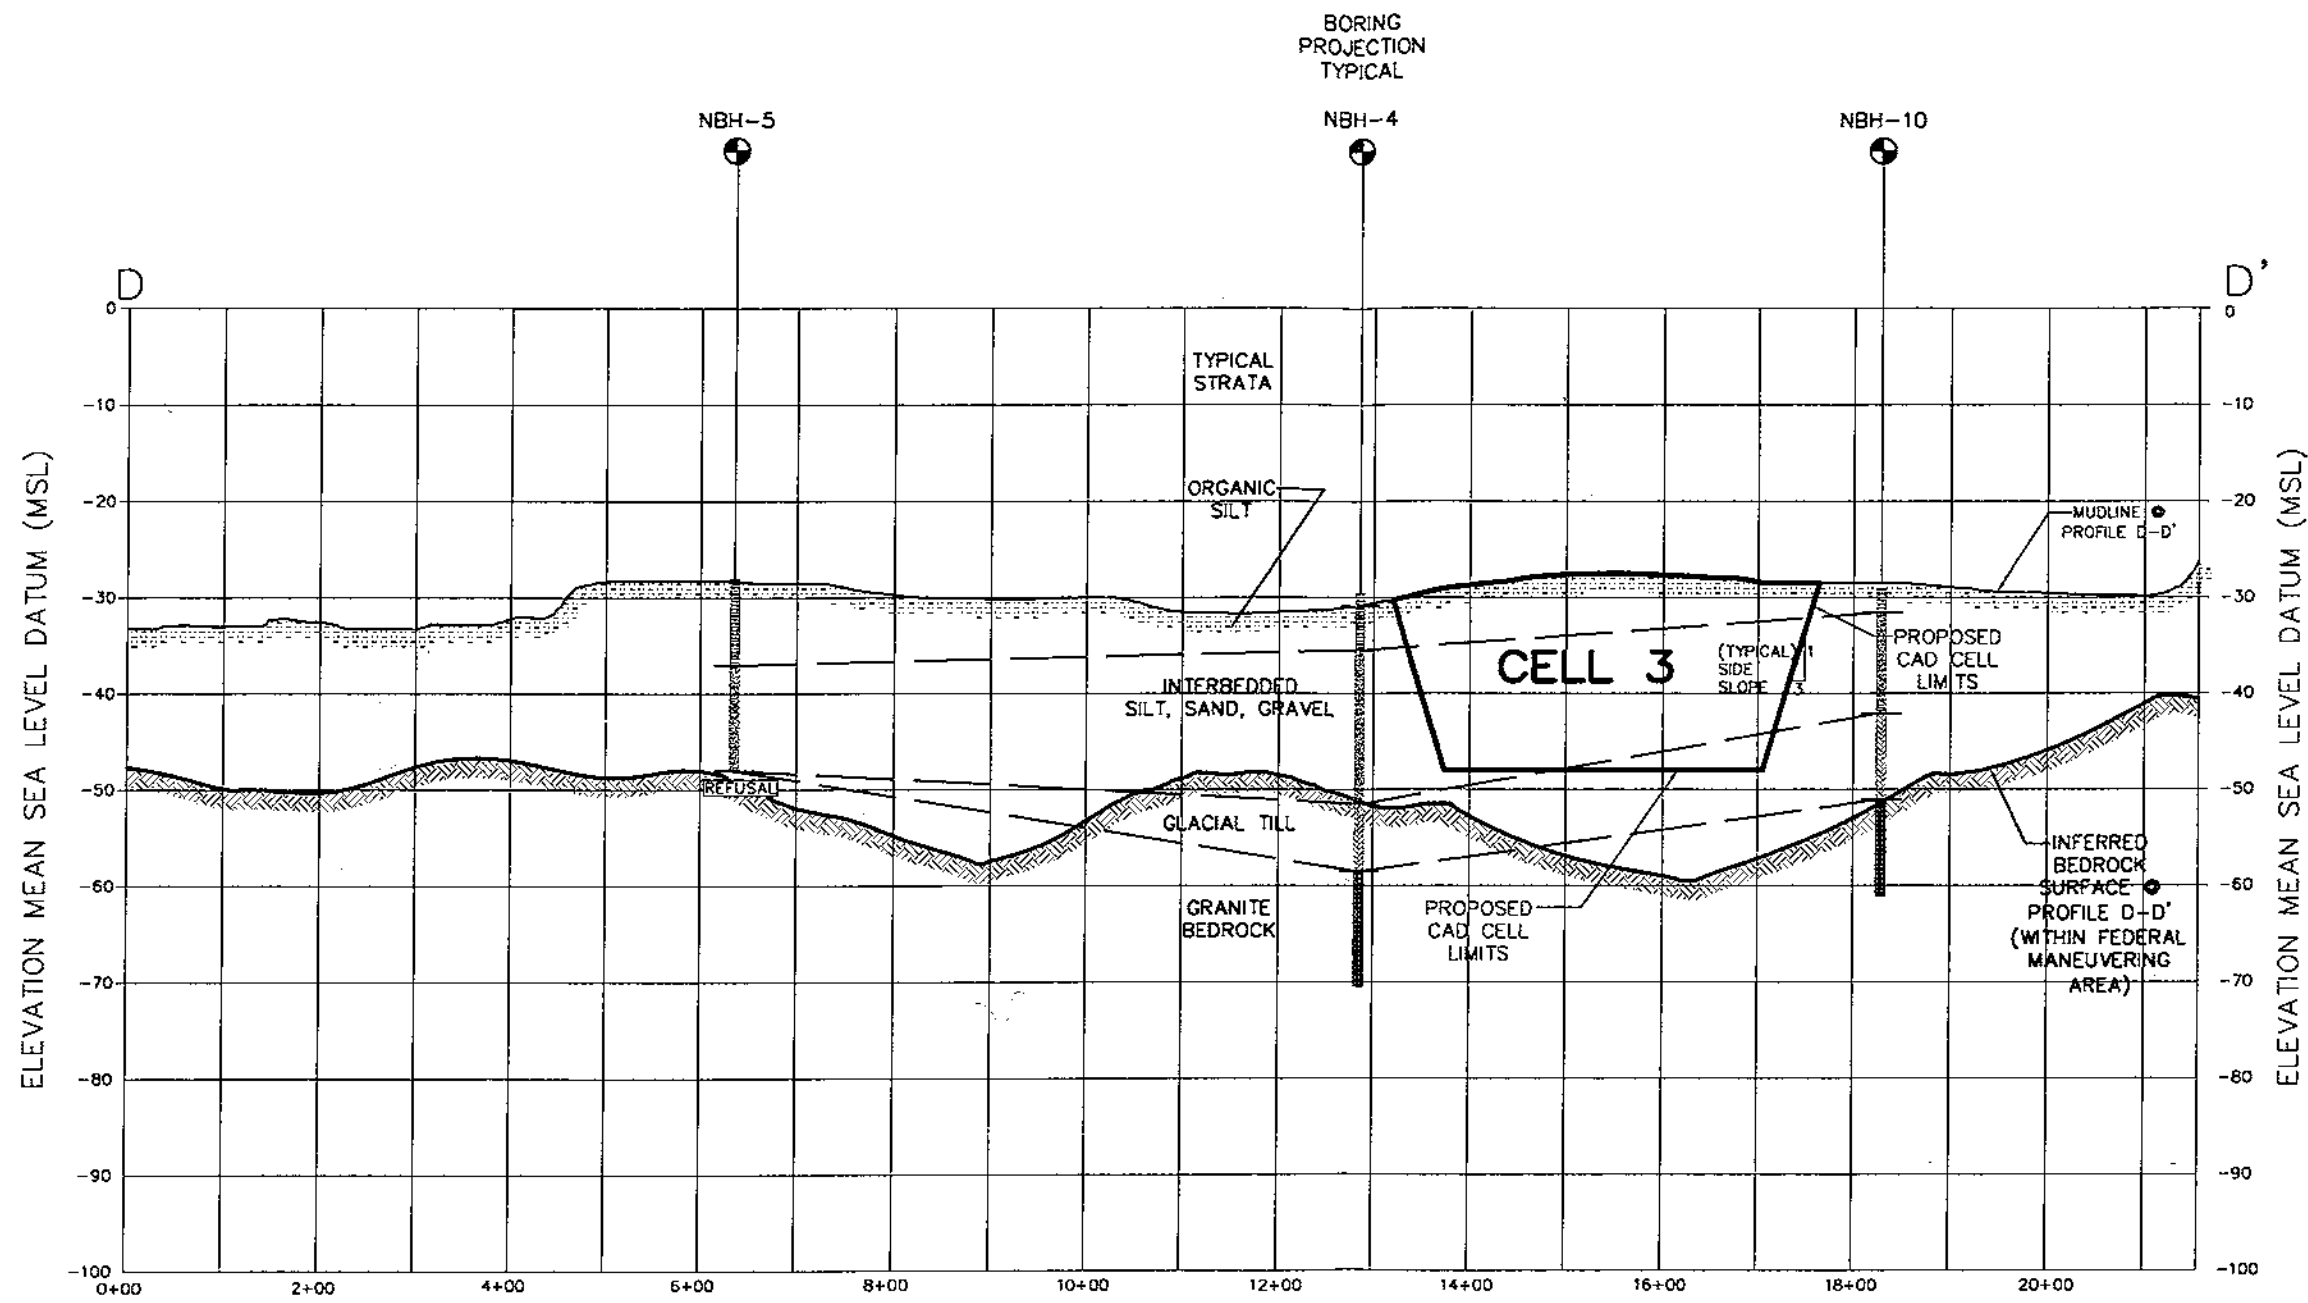 BORING
PROJECTION
TYPICAL
NBH-5
NBH-4
NBH-10
D
D'
0
0
TYPICAL
STRATA
-10
-10
ORGANIC
SILT
-20
-20
MUDLINE @
PROFILE D-D'
-30
-30
PROPOSED
CAD CELL
LIMITS
CELL 3
(TYPICAL)
SIDE
SLOPE
1
3
INTERBEDDED
SILT, SAND, GRAVEL
-40
-40
REFUSAL
-50
-50
GLACIAL TILL
INFERRED
BEDROCK
SURFACE @
PROFILE D-D'
(WITHIN FEDERAL
MANEUVERING
AREA)
-60
-60
GRANITE
BEDROCK
PROPOSED
CAD CELL
LIMITS
-70
-70
-80
-80
-90
-90
-100
-100
0+00 2+00 4+00 6+00 8+00 10+00 12+00 14+00 16+00 18+00 20+00
ELEVATION MEAN SEA LEVEL DATUM (MSL)
ELEVATION MEAN SEA LEVEL DATUM (MSL)